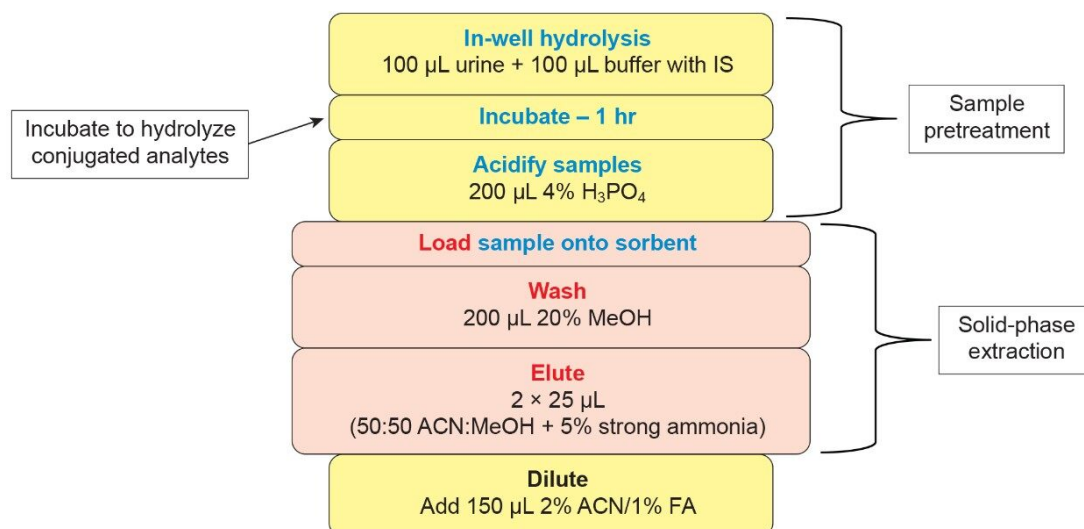 In-well hydrolysis
100 µL urine + 100 µL buffer with IS
Incubate to hydrolyze
conjugated analytes
Incubate – 1 hr
Sample
pretreatment
Acidify samples
200 µL 4% H₃PO₄
Load sample onto sorbent
Wash
200 µL 20% MeOH
Solid-phase
extraction
Elute
2 × 25 µL
(50:50 ACN:MeOH + 5% strong ammonia)
Dilute
Add 150 µL 2% ACN/1% FA